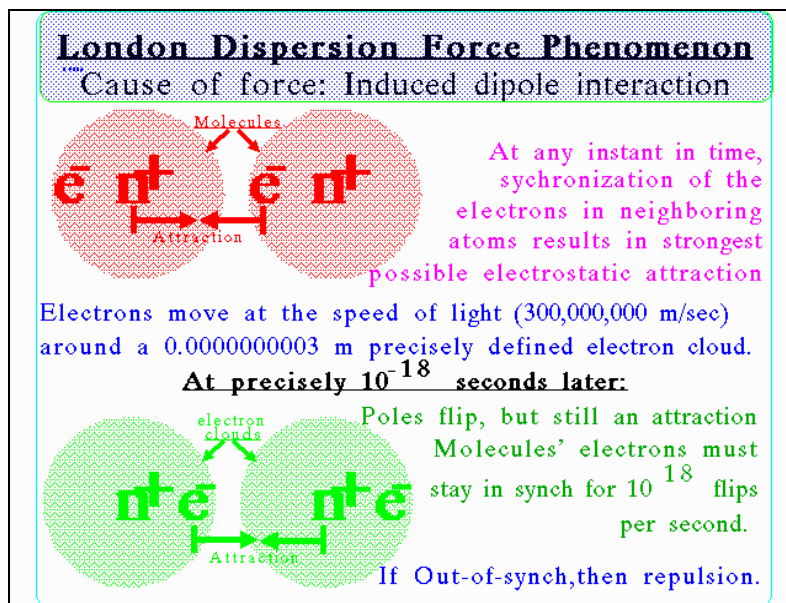 London Dispersion Force Phenomenon
Cause of force: Induced dipole interaction
Molecules
e- n+ e- n+
Attraction
At any instant in time,
sychronization of the
electrons in neighboring
atoms results in strongest
possible electrostatic attraction
Electrons move at the speed of light (300,000,000 m/sec)
around a 0.0000000003 m precisely defined electron cloud.
At precisely 10-18 seconds later:
electron
clouds
n+ e- n+ e-
Attraction
Poles flip, but still an attraction
Molecules' electrons must
stay in synch for 10 18 flips
per second.
If Out-of-synch,then repulsion.